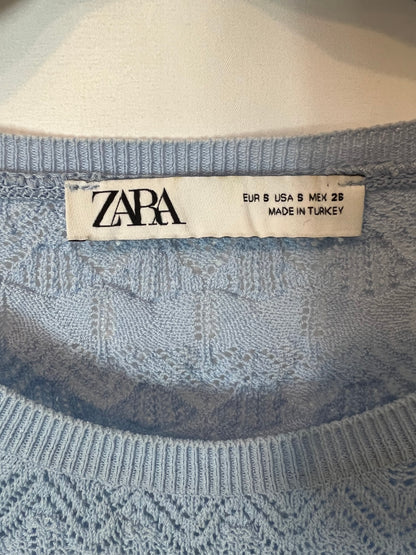 ZARA
EUR S USA S MEX 26
MADE IN TURKEY